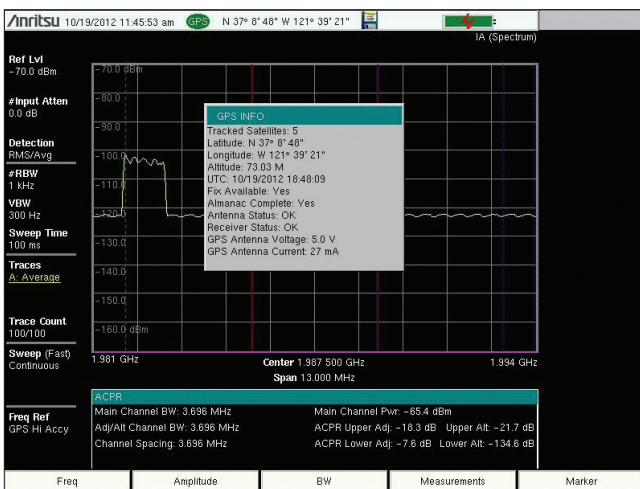 Anritsu 10/19/2012 11:45:53 am GPS N 37° 8' 48" W 121° 39' 21"
IA (Spectrum)
Ref Lvl
-70.0 dBm
#Input Atten
0.0 dB
Detection
RMS/Avg
#RBW
1 kHz
VBW
300 Hz
Sweep Time
100 ms
Traces
A: Average
Trace Count
100/100
Sweep (Fast)
Continuous
Freq Ref
GPS Hi Accy
-70.0 dBm
-80.0
-90.0
-100.0
-110.0
-120.0
-130.0
-140.0
-150.0
-160.0 dBm
GPS INFO
Tracked Satellites: 5
Latitude: N 37° 8' 48"
Longitude: W 121° 39' 21"
Altitude: 73.03 M
UTC: 10/19/2012 18:48:09
Fix Available: Yes
Almanac Complete: Yes
Antenna Status: OK
Receiver Status: OK
GPS Antenna Voltage: 5.0 V
GPS Antenna Current: 27 mA
1.981 GHz
Center 1.987 500 GHz
1.994 GHz
Span 13.000 MHz
ACPR
Main Channel BW: 3.696 MHz
Main Channel Pwr: -65.4 dBm
Adj/Alt Channel BW: 3.696 MHz
ACPR Upper Adj: -18.3 dB Upper Alt: -21.7 dB
Channel Spacing: 3.696 MHz
ACPR Lower Adj: -7.6 dB Lower Alt: -134.6 dB
Freq
Amplitude
BW
Measurements
Marker